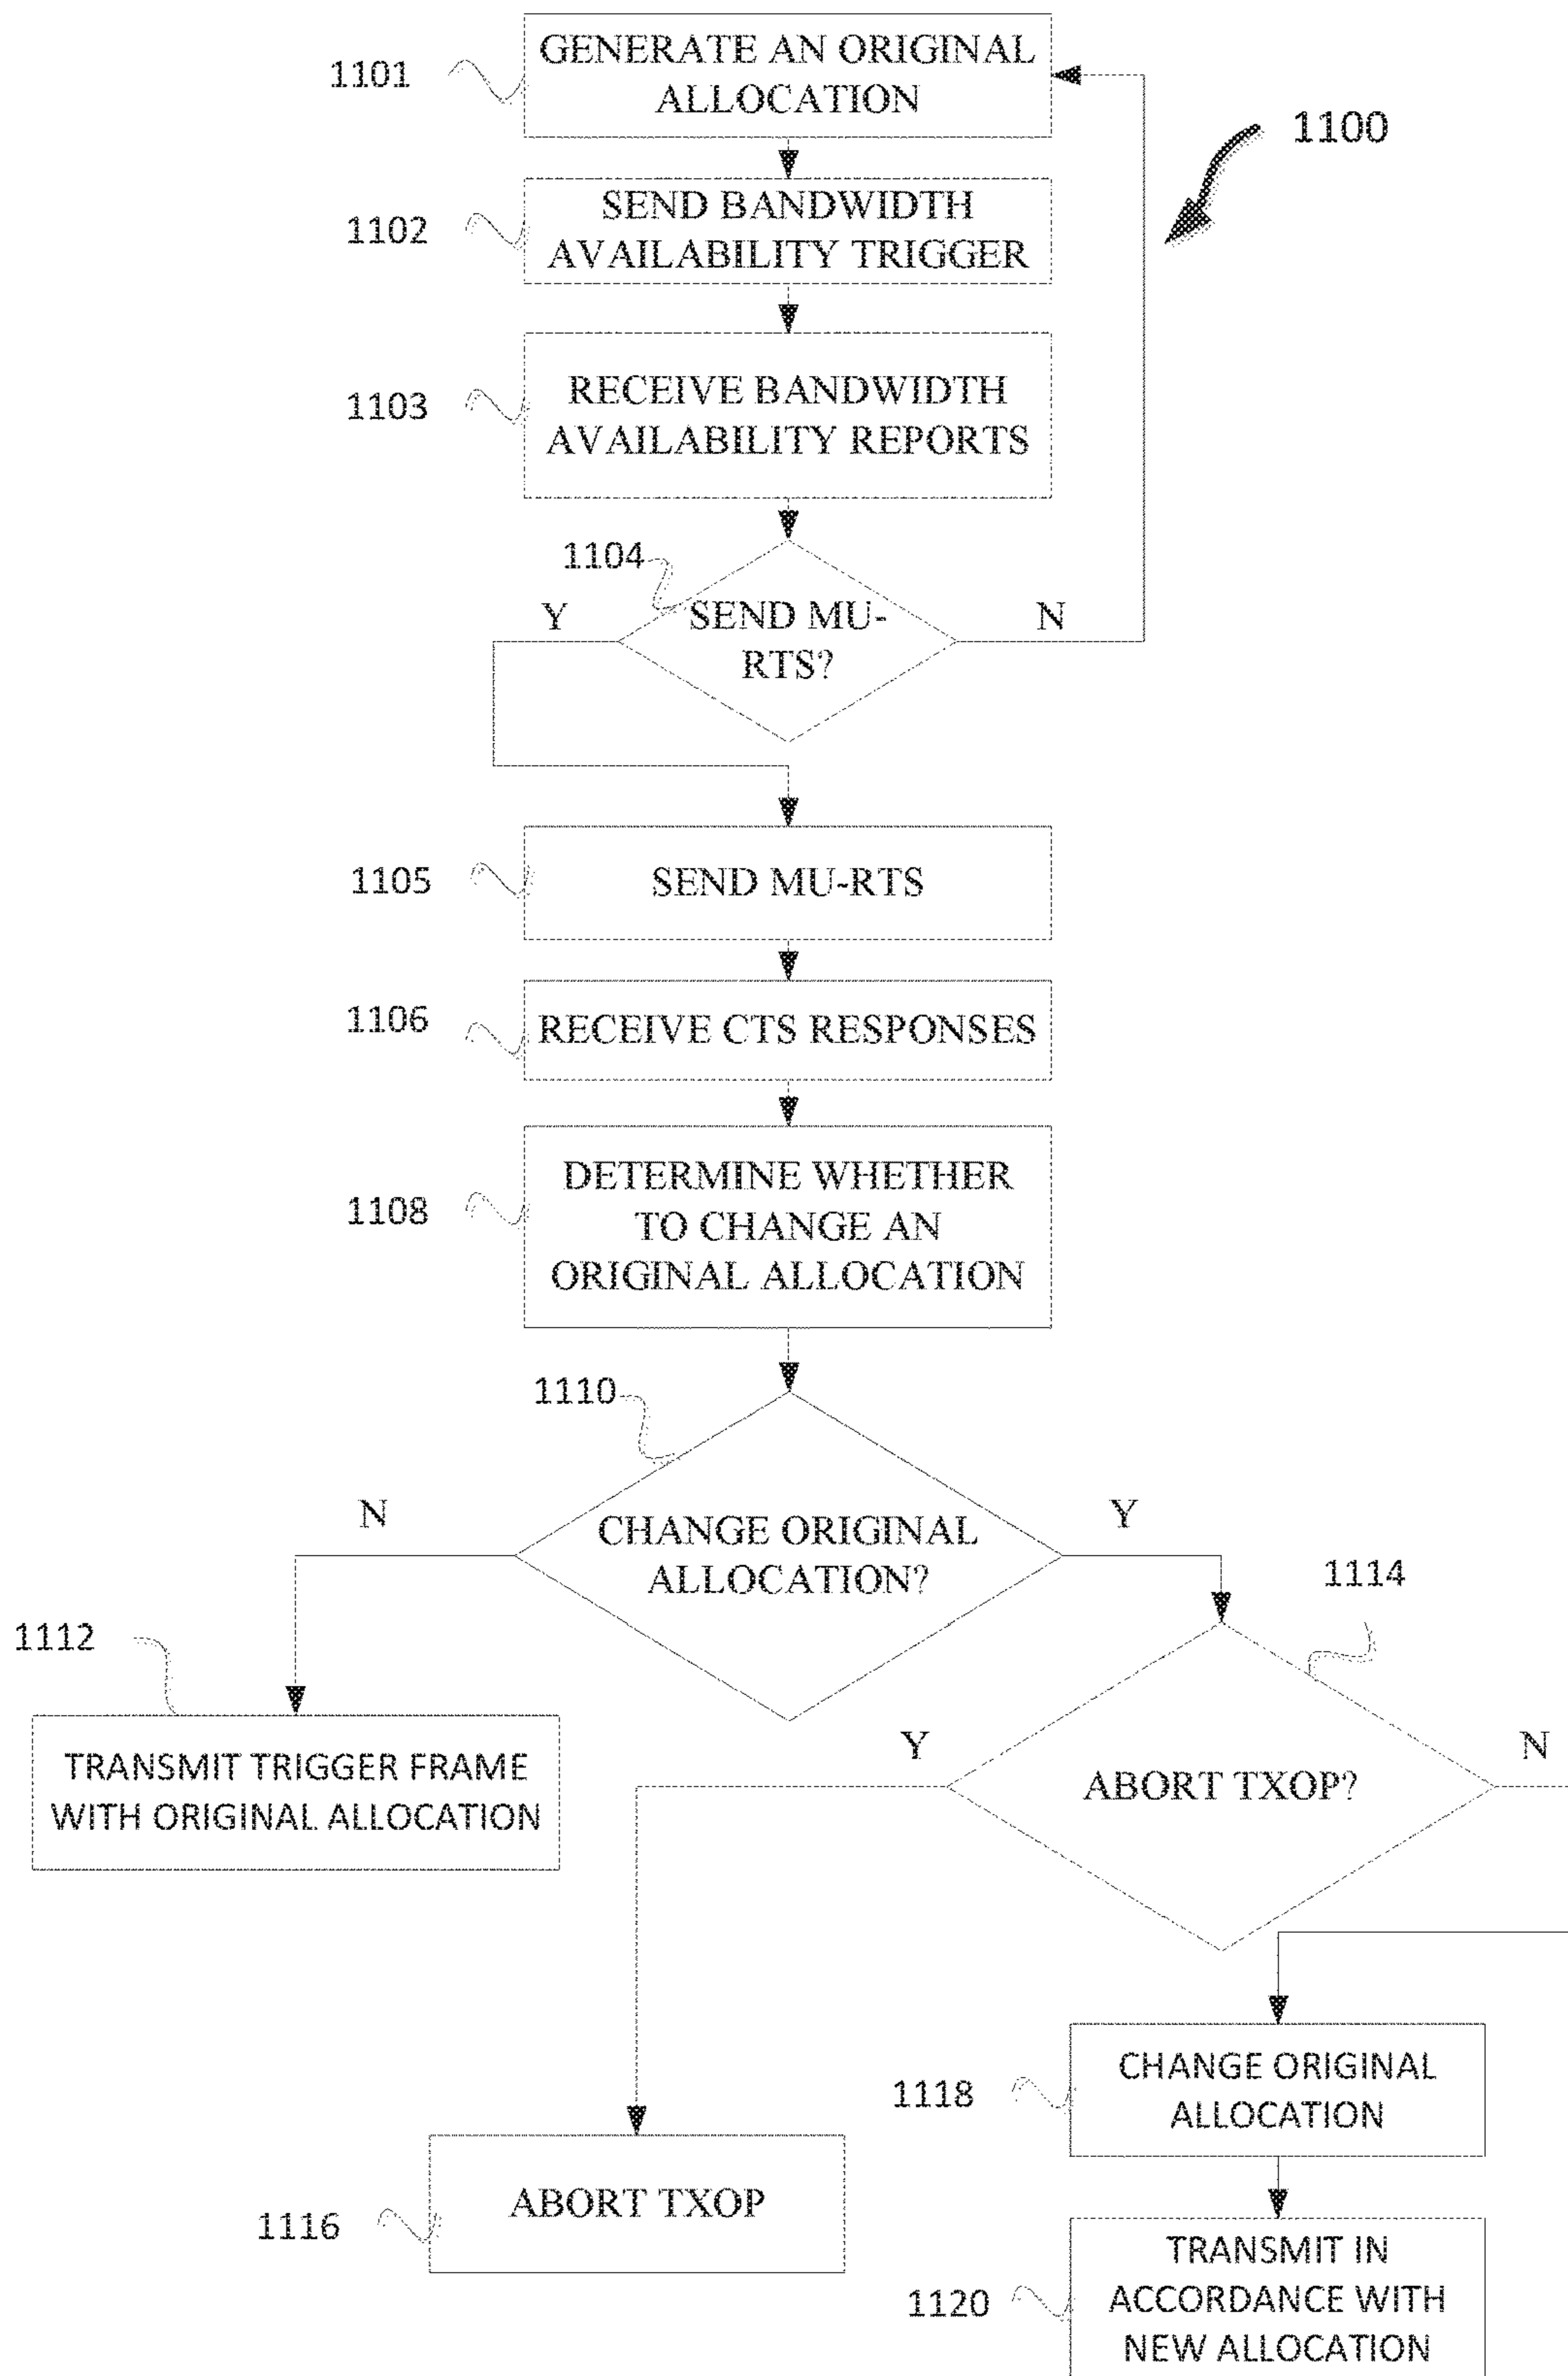 1101
GENERATE AN ORIGINAL
ALLOCATION
1100
1102
SEND BANDWIDTH
AVAILABILITY TRIGGER
1103
RECEIVE BANDWIDTH
AVAILABILITY REPORTS
1104
Y
SEND MU-
RTS?
N
1105
SEND MU-RTS
1106
RECEIVE CTS RESPONSES
1108
DETERMINE WHETHER
TO CHANGE AN
ORIGINAL ALLOCATION
1110
N
CHANGE ORIGINAL
ALLOCATION?
Y
1114
1112
TRANSMIT TRIGGER FRAME
WITH ORIGINAL ALLOCATION
Y
ABORT TXOP?
N
1118
CHANGE ORIGINAL
ALLOCATION
1116
ABORT TXOP
1120
TRANSMIT IN
ACCORDANCE WITH
NEW ALLOCATION